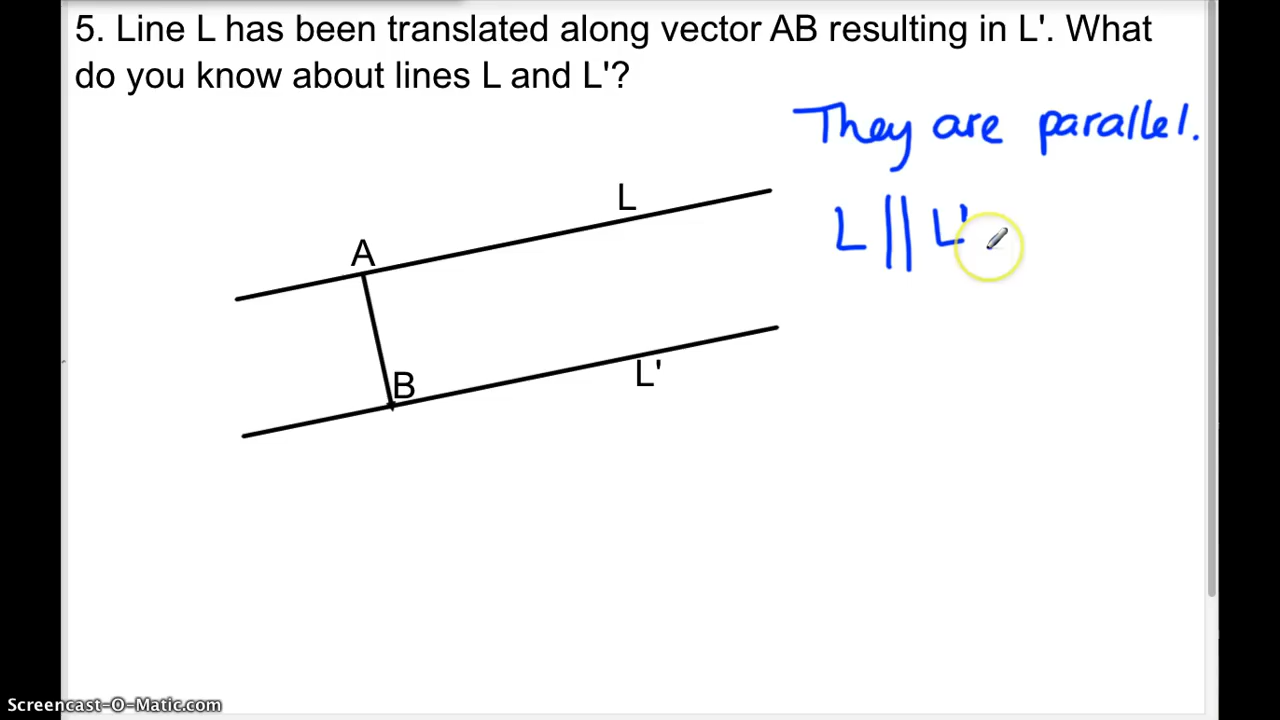 5. Line L has been translated along vector AB resulting in L'. What
do you know about lines L and L'?
They are parallel.
L || L'
L
A
B
L'
Screencast-O-Matic.com